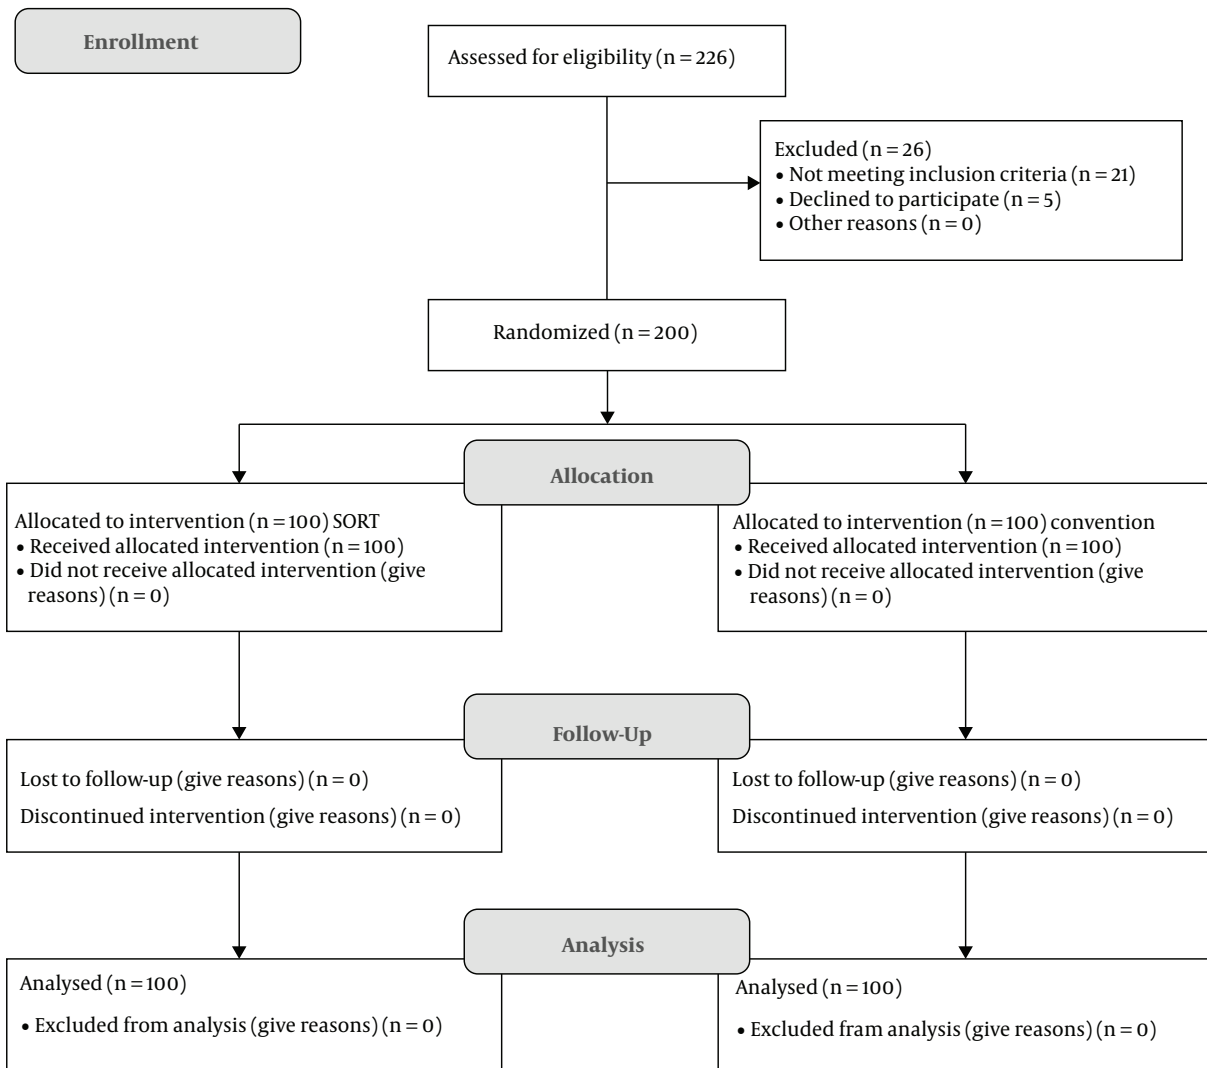 Enrollment
Assessed for eligibility (n = 226)
Excluded (n = 26)
• Not meeting inclusion criteria (n = 21)
• Declined to participate (n = 5)
• Other reasons (n = 0)
Randomized (n = 200)
Allocation
Allocated to intervention (n = 100) SORT
• Received allocated intervention (n = 100)
• Did not receive allocated intervention (give
reasons) (n = 0)
Allocated to intervention (n = 100) convention
• Received allocated intervention (n = 100)
• Did not receive allocated intervention (give
reasons) (n = 0)
Follow-Up
Lost to follow-up (give reasons) (n = 0)
Discontinued intervention (give reasons) (n = 0)
Lost to follow-up (give reasons) (n = 0)
Discontinued intervention (give reasons) (n = 0)
Analysis
Analysed (n = 100)
• Excluded from analysis (give reasons) (n = 0)
Analysed (n = 100)
• Excluded fram analysis (give reasons) (n = 0)